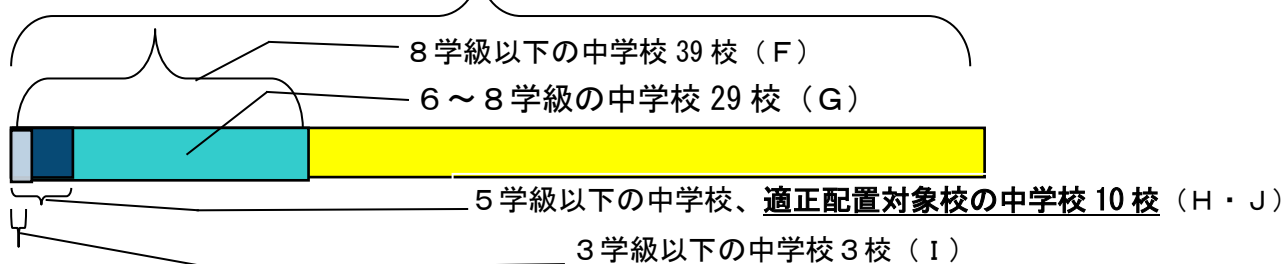 ８学級以下の中学校 39 校（Ｆ）
６～８学級の中学校 29 校（Ｇ）
５学級以下の中学校、適正配置対象校の中学校 10 校（Ｈ・Ｊ）
３学級以下の中学校３校（Ｉ）